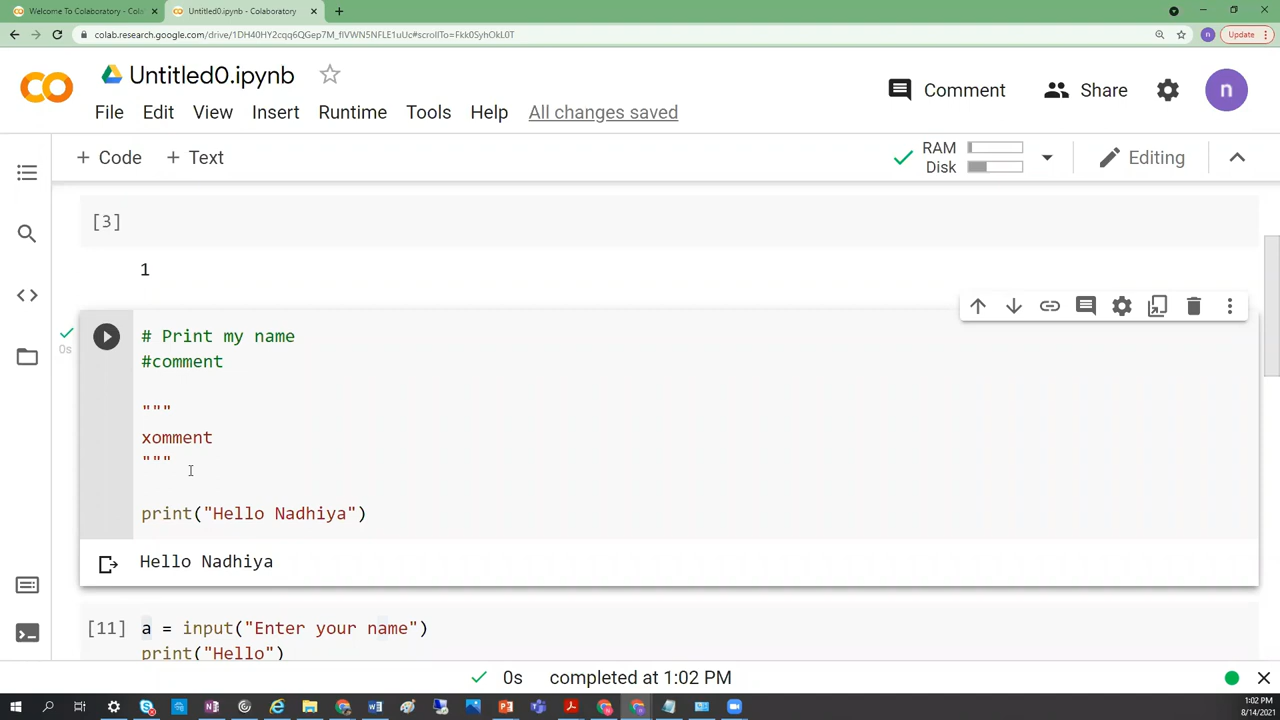 Welcome To Colaboratory - Cola
Untitled0.ipynb - Colaboratory
colab.research.google.com/drive/1DH40HY2cqq6QGep7M_flVWN5NFLE1uUc#scrollTo=Fkk0SyhOkL0T
n
Update
Untitled0.ipynb
Comment
Share
n
File Edit View Insert Runtime Tools Help All changes saved
+ Code + Text
RAM
Disk
Editing
[3]
1
# Print my name
#comment
"""
xomment
"""
print("Hello Nadhiya")
0s
Hello Nadhiya
[11] a = input("Enter your name")
print("Hello")
0s completed at 1:02 PM
1:02 PM
8/14/2021